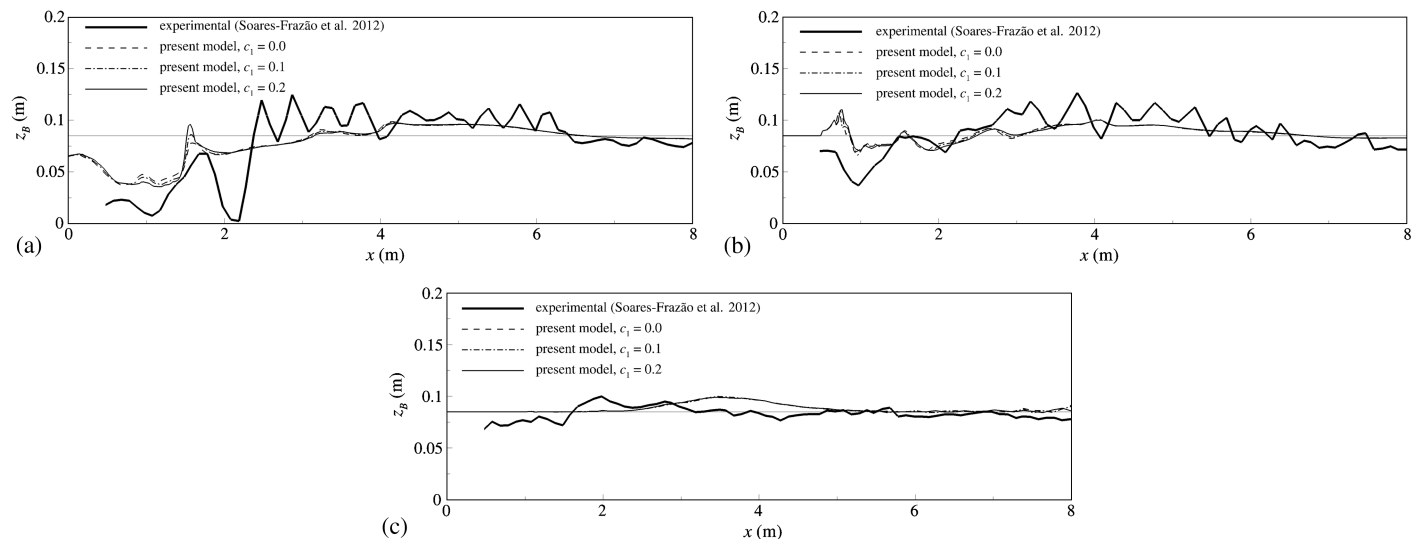 0.2
experimental (Soares-Frazão et al. 2012)
present model, c₁ = 0.0
0.15
present model, c₁ = 0.1
present model, c₁ = 0.2
z_B (m)
0.1
0.05
0
0 2 4 6 8
x (m)
(a)
0.2
experimental (Soares-Frazão et al. 2012)
present model, c₁ = 0.0
0.15
present model, c₁ = 0.1
present model, c₁ = 0.2
z_B (m)
0.1
0.05
0
0 2 4 6 8
x (m)
(b)
0.2
experimental (Soares-Frazão et al. 2012)
present model, c₁ = 0.0
0.15
present model, c₁ = 0.1
present model, c₁ = 0.2
z_B (m)
0.1
0.05
0
0 2 4 6 8
x (m)
(c)